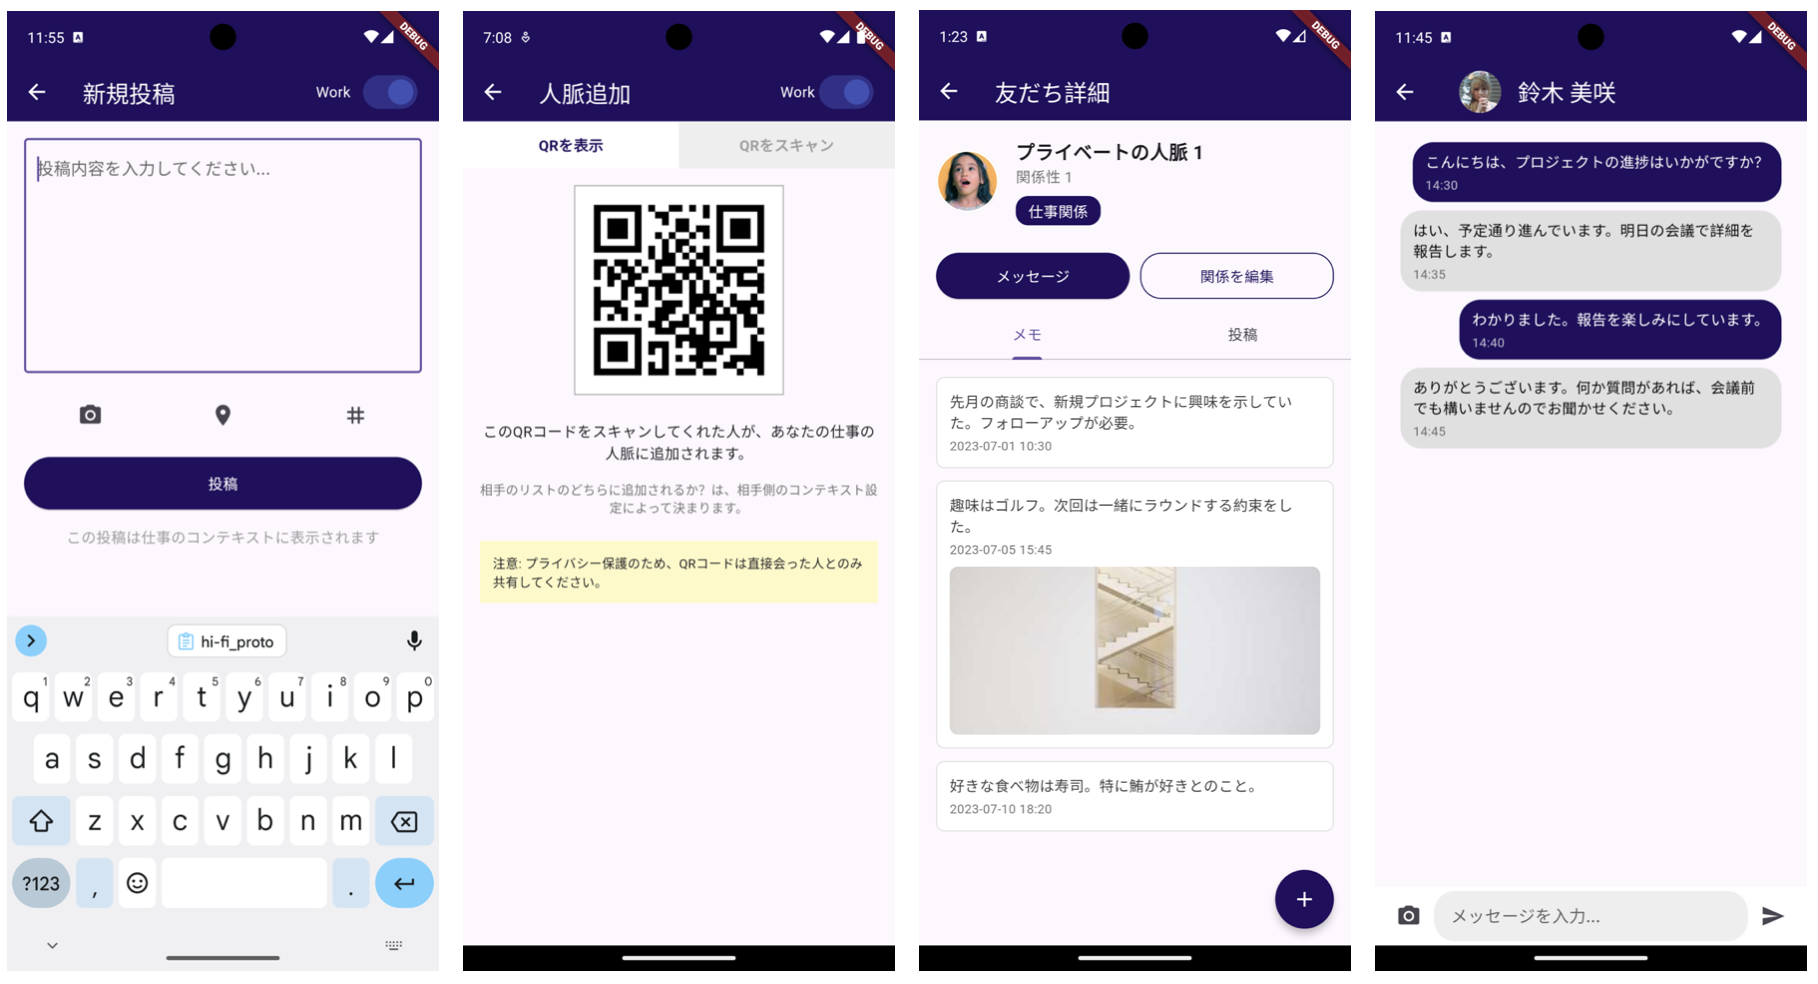 11:55
DEBUG
新規投稿
Work
投稿内容を入力してください...
投稿
この投稿は仕事のコンテキストに表示されます
hi-fi_proto
q1 w2 e3 r4 t5 y6 u7 i8 o9 p0
a s d f g h j k l
z x c v b n m
?123 , .
7:08
DEBUG
人脈追加
Work
QRを表示
QRをスキャン
このQRコードをスキャンしてくれた人が、あなたの仕事の
人脈に追加されます。
相手のリストのどちらに追加されるか？は、相手側のコンテキスト設
定によって決まります。
注意: プライバシー保護のため、QRコードは直接会った人とのみ
共有してください。
1:23
DEBUG
友だち詳細
プライベートの人脈 1
関係性 1
仕事関係
メッセージ
関係を編集
メモ
投稿
先月の商談で、新規プロジェクトに興味を示してい
た。フォローアップが必要。
2023-07-01 10:30
趣味はゴルフ。次回は一緒にラウンドする約束をし
た。
2023-07-05 15:45
好きな食べ物は寿司。特に鮪が好きとのこと。
2023-07-10 18:20
11:45
DEBUG
鈴木 美咲
こんにちは、プロジェクトの進捗はいかがですか？
14:30
はい、予定通り進んでいます。明日の会議で詳細を
報告します。
14:35
わかりました。報告を楽しみにしています。
14:40
ありがとうございます。何か質問があれば、会議前
でも構いませんのでお聞かせください。
14:45
メッセージを入力...